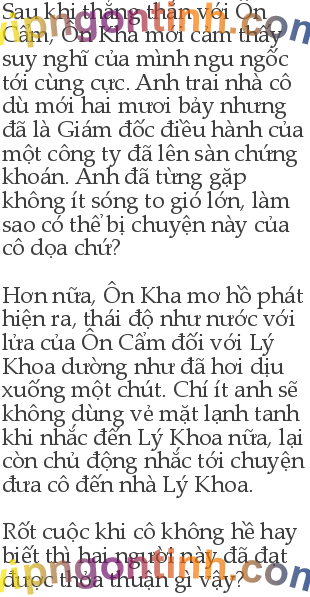 Sau khi thẳng thắn với Ôn
Cẩm, Ôn Kha mới cảm thấy
suy nghĩ của mình ngu ngốc
tới cùng cực. Anh trai nhà cô
dù mới hai mươi bảy nhưng
đã là Giám đốc điều hành của
một công ty đã lên sàn chứng
khoán. Anh đã từng gặp
không ít sóng to gió lớn, làm
sao có thể bị chuyện này của
cô dọa chứ?
Hơn nữa, Ôn Kha mơ hồ phát
hiện ra, thái độ như nước với
lửa của Ôn Cẩm đối với Lý
Khoa dường như đã hơi dịu
xuống một chút. Chí ít anh sẽ
không dùng vẻ mặt lạnh tanh
khi nhắc đến Lý Khoa nữa, lại
còn chủ động nhắc tới chuyện
đưa cô đến nhà Lý Khoa.
Rốt cuộc khi cô không hề hay
biết thì hai người này đã đạt
được thỏa thuận gì vậy?
vipngontinh.com
vipngontinh.com